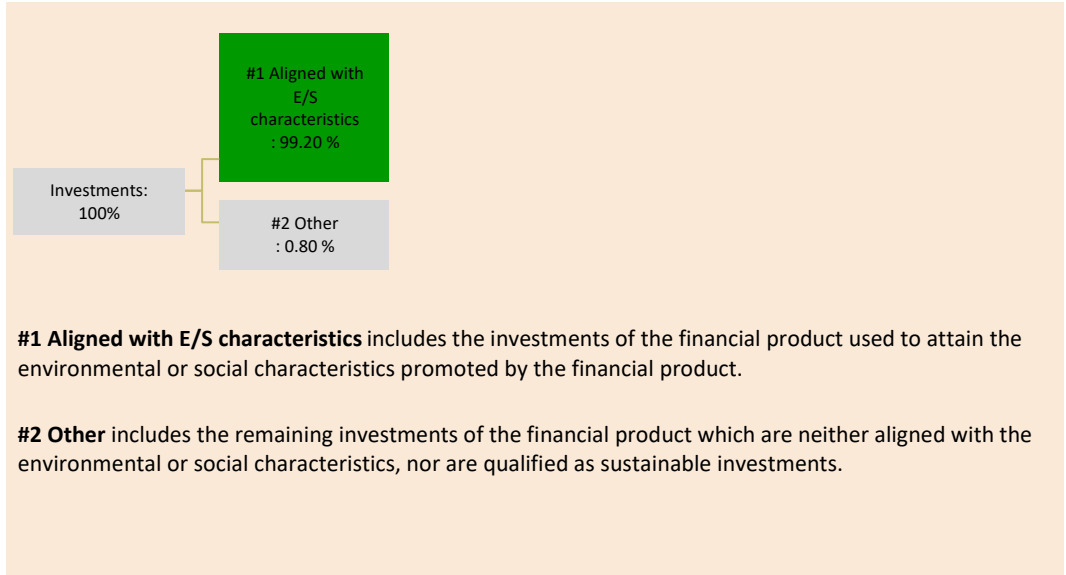 #1 Aligned with
E/S
characteristics
: 99.20 %
Investments:
100%
#2 Other
: 0.80 %
#1 Aligned with E/S characteristics includes the investments of the financial product used to attain the
environmental or social characteristics promoted by the financial product.
#2 Other includes the remaining investments of the financial product which are neither aligned with the
environmental or social characteristics, nor are qualified as sustainable investments.